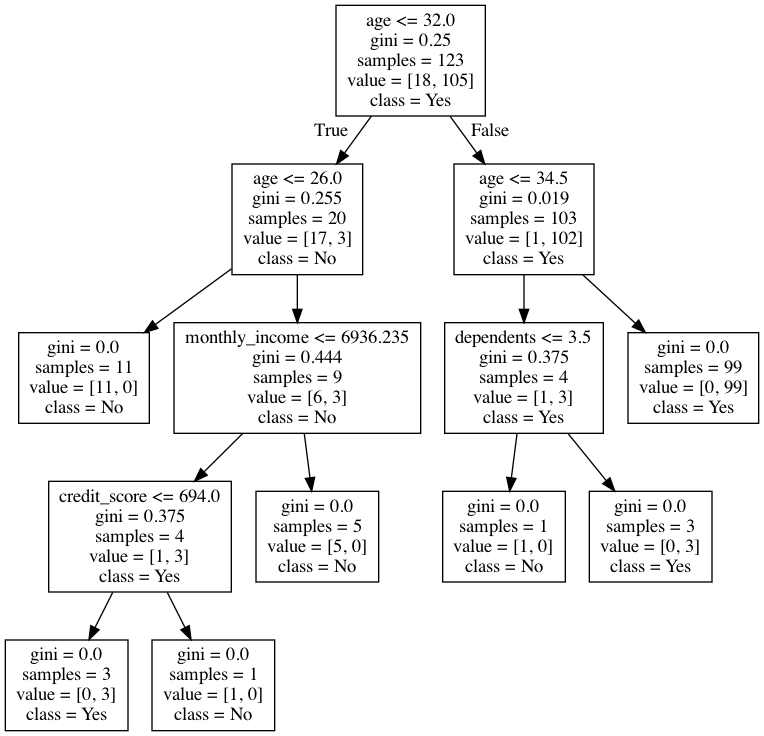 age <= 32.0
gini = 0.25
samples = 123
value = [18, 105]
class = Yes
True
False
age <= 26.0
gini = 0.255
samples = 20
value = [17, 3]
class = No
age <= 34.5
gini = 0.019
samples = 103
value = [1, 102]
class = Yes
gini = 0.0
samples = 11
value = [11, 0]
class = No
monthly_income <= 6936.235
gini = 0.444
samples = 9
value = [6, 3]
class = No
dependents <= 3.5
gini = 0.375
samples = 4
value = [1, 3]
class = Yes
gini = 0.0
samples = 99
value = [0, 99]
class = Yes
credit_score <= 694.0
gini = 0.375
samples = 4
value = [1, 3]
class = Yes
gini = 0.0
samples = 5
value = [5, 0]
class = No
gini = 0.0
samples = 1
value = [1, 0]
class = No
gini = 0.0
samples = 3
value = [0, 3]
class = Yes
gini = 0.0
samples = 3
value = [0, 3]
class = Yes
gini = 0.0
samples = 1
value = [1, 0]
class = No